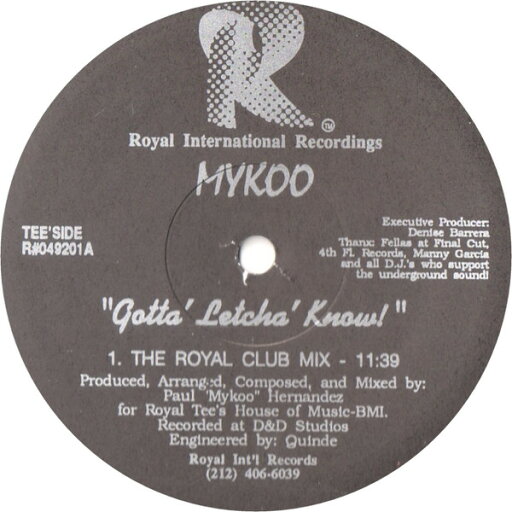 R
TM
Royal International Recordings
MYKOO
TEE'SIDE
R#049201A
Executive Producer:
Denise Barrera
Thanx: Fellas at Final Cut,
4th Fl. Records, Manny Garcia
and all D.J.'s who support
the underground sound!
"Gotta' Letcha' Know!"
1. THE ROYAL CLUB MIX - 11:39
Produced, Arranged, Composed, and Mixed by:
Paul 'Mykoo" Hernandez
for Royal Tee's House of Music-BMI.
Recorded at D&D Studios
Engineered by: Quinde
Royal Int'l Records
(212) 406-6039